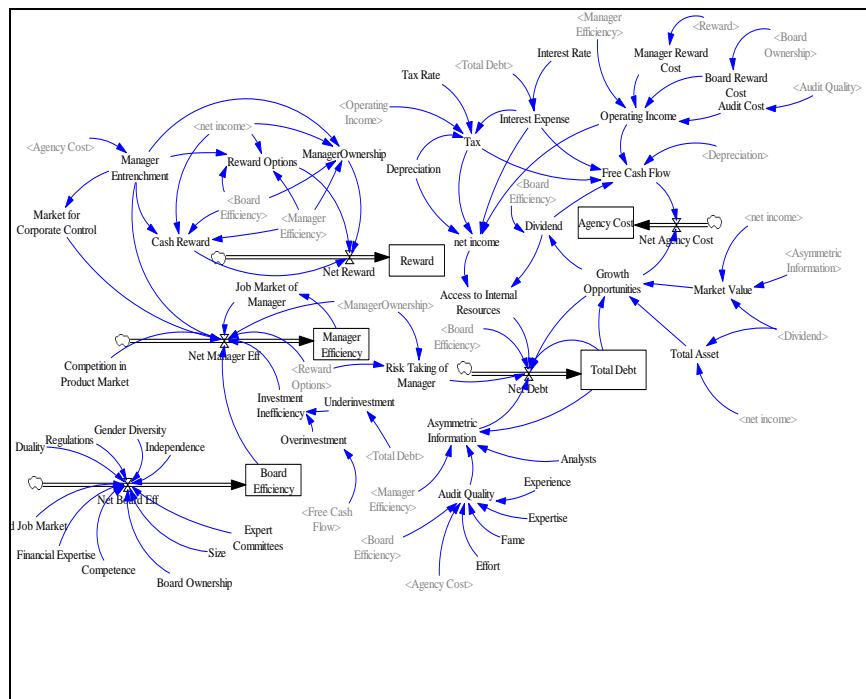 <Manager
Efficiency>
<Reward>
Manager Reward
Cost
<Board
Ownership>
Board Reward
Cost
<Audit Quality>
Audit Cost
<Total Debt>
Interest Rate
Tax Rate
<Operating
Income>
Interest Expense
Operating Income
Tax
<net income>
<Agency Cost>
Manager
Entrenchment
Reward Options
ManagerOwnership
Depreciation
Free Cash Flow
<Depreciation>
<Board
Efficiency>
<Manager
Efficiency>
<Board
Efficiency>
Dividend
Market for
Corporate Control
Cash Reward
net income
Agency Cost
Net Agency Cost
<net income>
Net Reward
Reward
<Asymmetric
Information>
Job Market of
Manager
<ManagerOwnership>
Access to Internal
Resources
Growth
Opportunities
Market Value
<Board
Efficiency>
<Dividend>
Manager
Efficiency
Net Manager Eff
Competition in
Product Market
<Reward
Options>
Risk Taking of
Manager
Net Debt
Total Debt
Total Asset
Investment
Inefficiency
Underinvestment
Overinvestment
<Total Debt>
Asymmetric
Information
<net income>
Analysts
Gender Diversity
Regulations
Duality
Independence
Board
Efficiency
Net Board Eff
<Manager
Efficiency>
Audit Quality
Experience
<Free Cash
Flow>
Expertise
Job Market
Expert
Committees
Financial Expertise
Size
<Board
Efficiency>
Fame
Competence
Effort
Board Ownership
<Agency Cost>